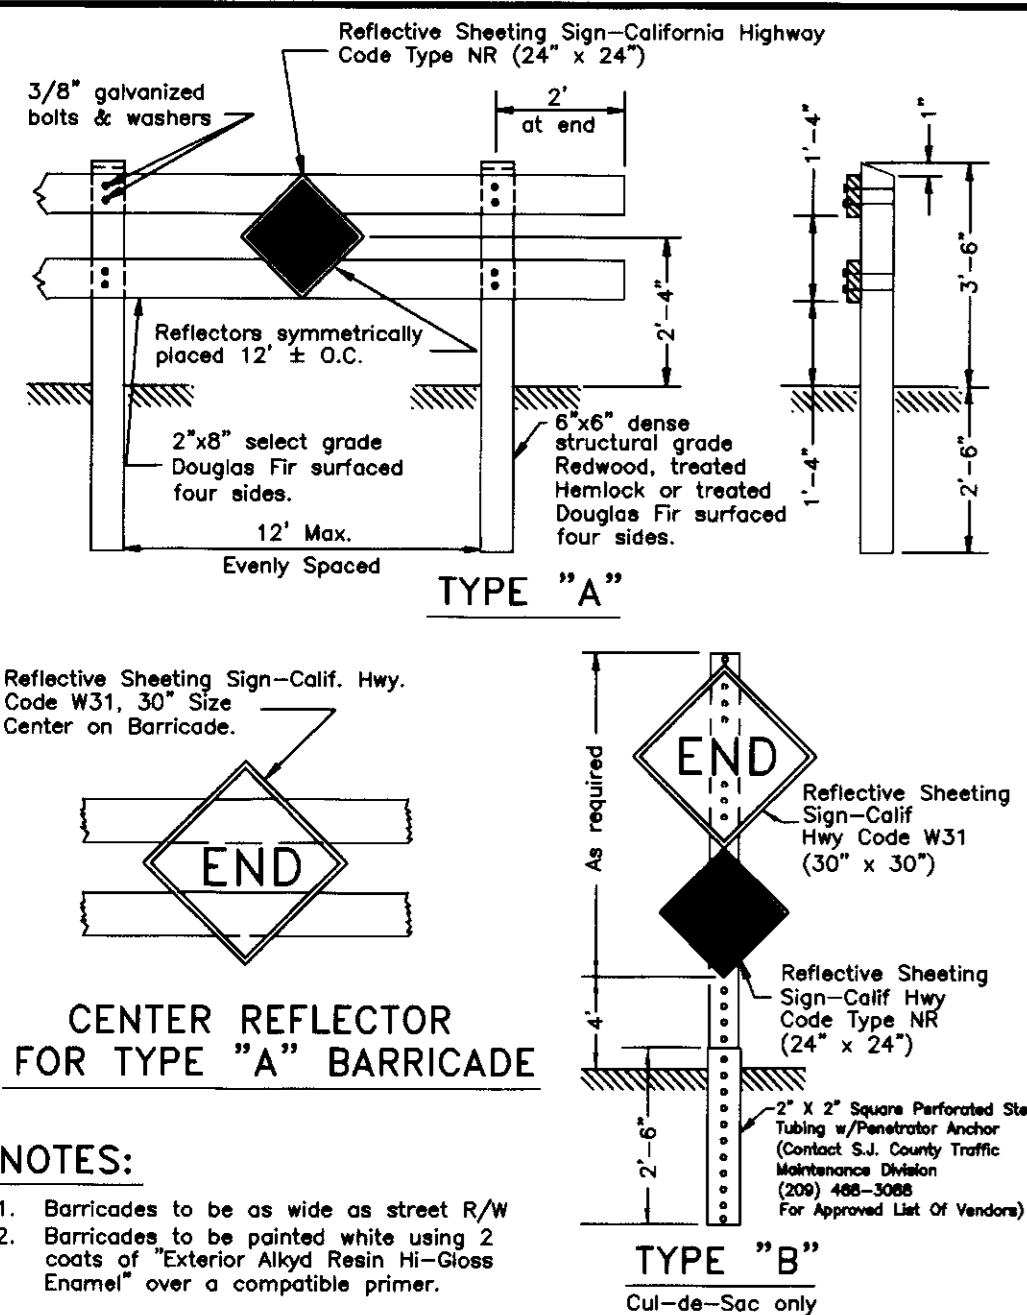 Reflective Sheeting Sign-California Highway
Code Type NR (24" x 24")
3/8" galvanized
bolts & washers
2'
at end
1'-4"
1"
3'-6"
2'-4"
Reflectors symmetrically
placed 12' ± O.C.
2"x8" select grade
Douglas Fir surfaced
four sides.
6"x6" dense
structural grade
Redwood, treated
Hemlock or treated
Douglas Fir surfaced
four sides.
1'-4"
2'-6"
12' Max.
Evenly Spaced
TYPE "A"
Reflective Sheeting Sign-Calif. Hwy.
Code W31, 30" Size
Center on Barricade.
END
CENTER REFLECTOR
FOR TYPE "A" BARRICADE
As required
END
Reflective Sheeting
Sign-Calif
Hwy Code W31
(30" x 30")
Reflective Sheeting
Sign-Calif Hwy
Code Type NR
(24" x 24")
4'
2'-6"
2" X 2" Square Perforated Ste
Tubing w/Penetrator Anchor
(Contact S.J. County Traffic
Maintenance Division
(209) 468-3088
For Approved List Of Vendors)
TYPE "B"
Cul-de-Sac only
NOTES:
1. Barricades to be as wide as street R/W
2. Barricades to be painted white using 2
coats of "Exterior Alkyd Resin Hi-Gloss
Enamel" over a compatible primer.